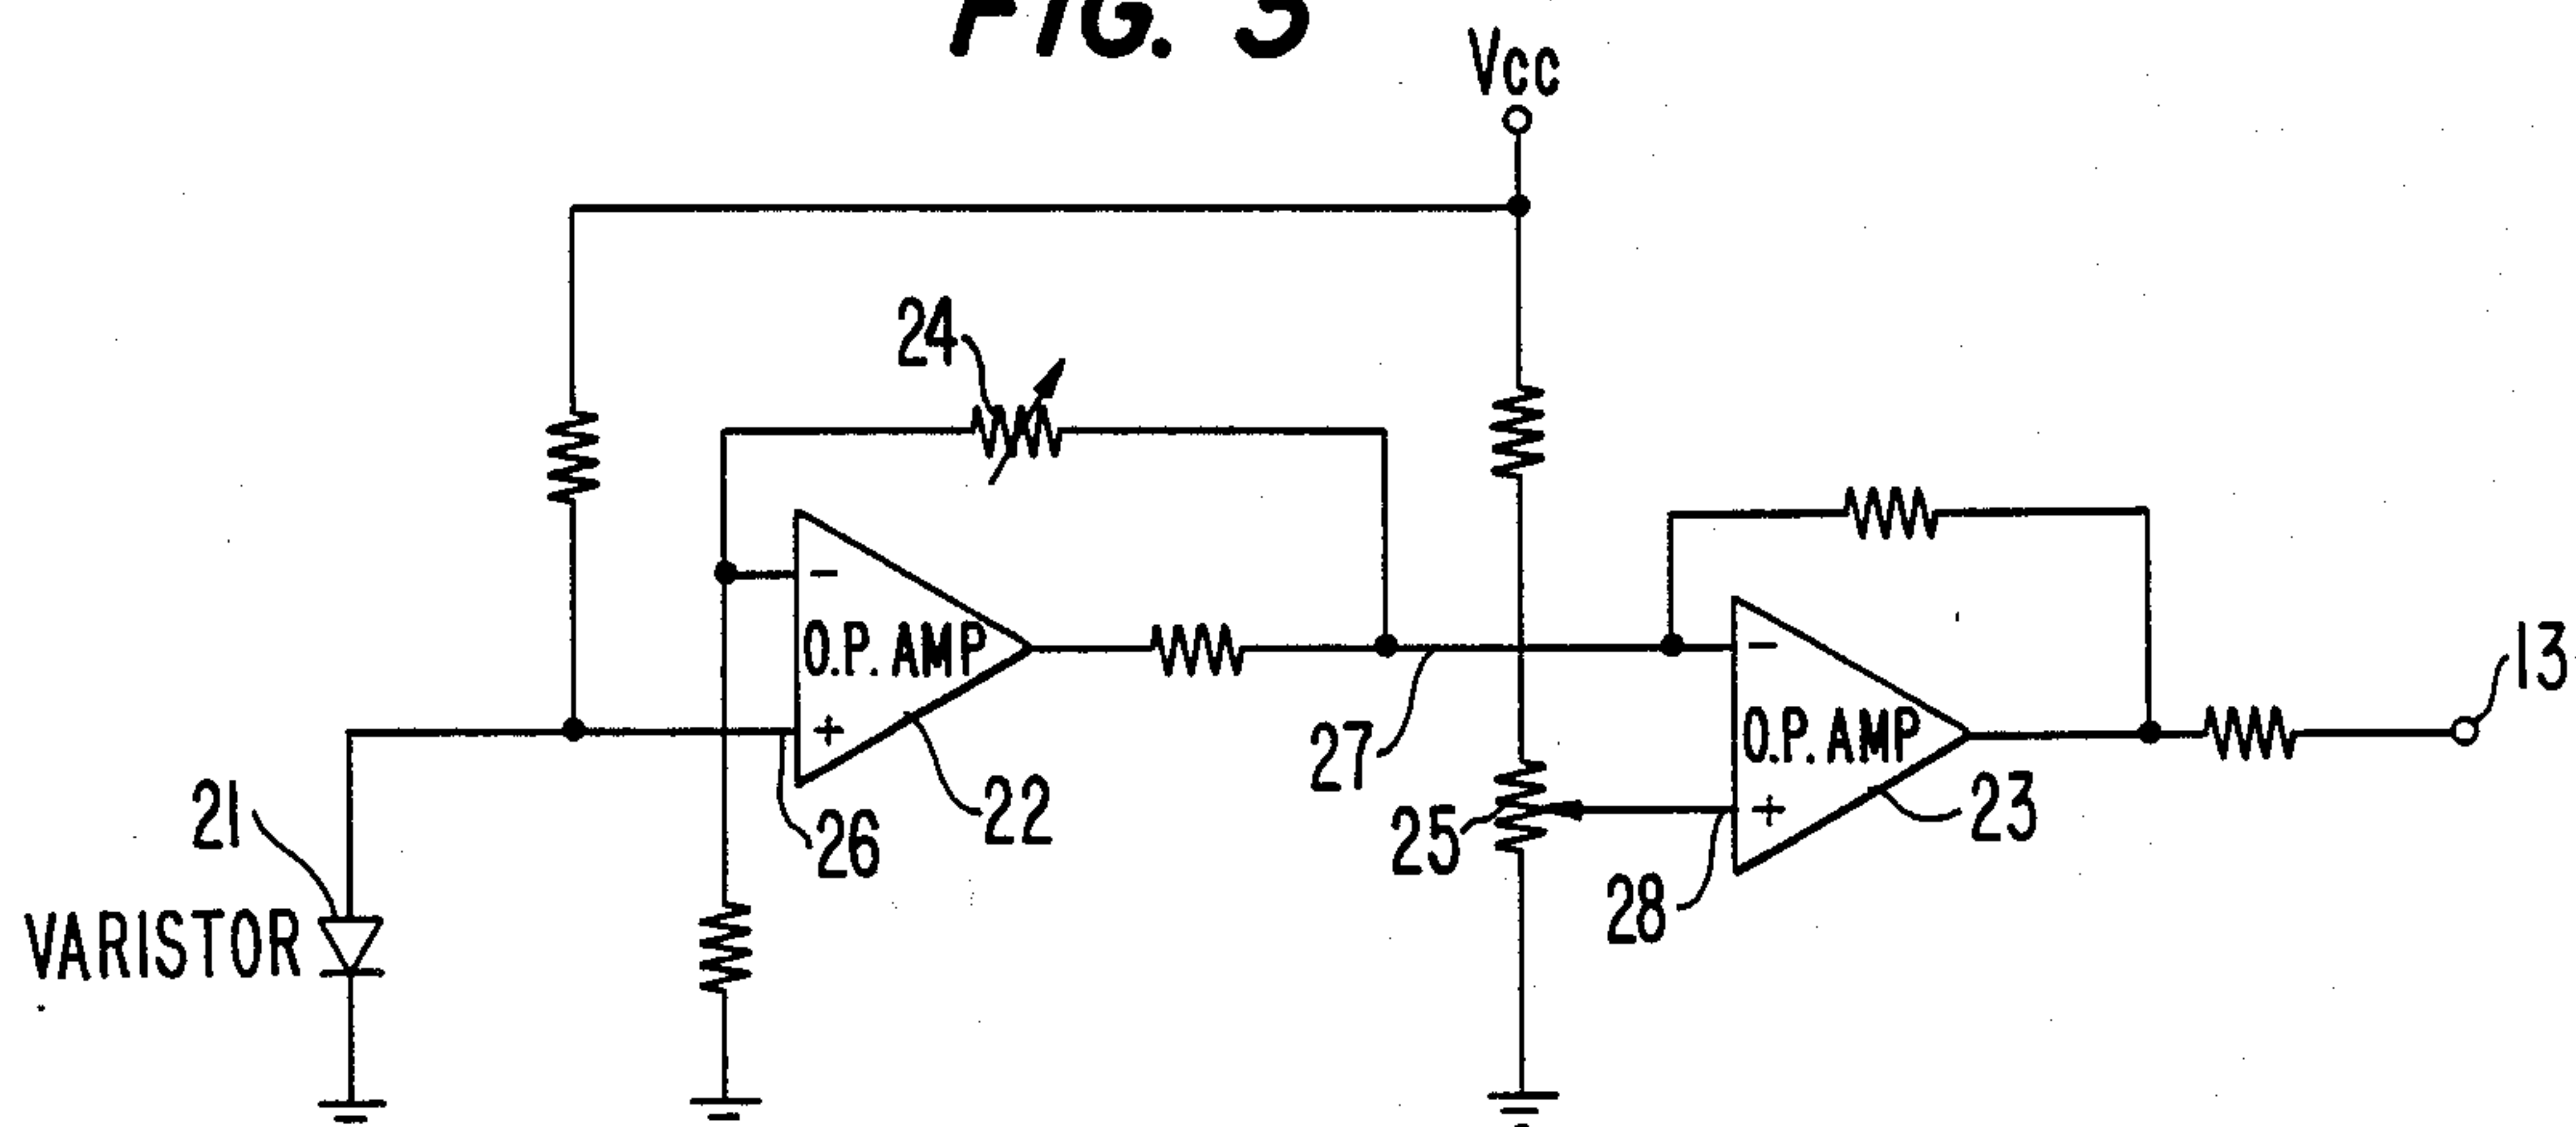 FIG. 3
Vcc
24
O.P. AMP
-
+
21
VARISTOR
26
22
27
25
28
O.P. AMP
-
+
23
13